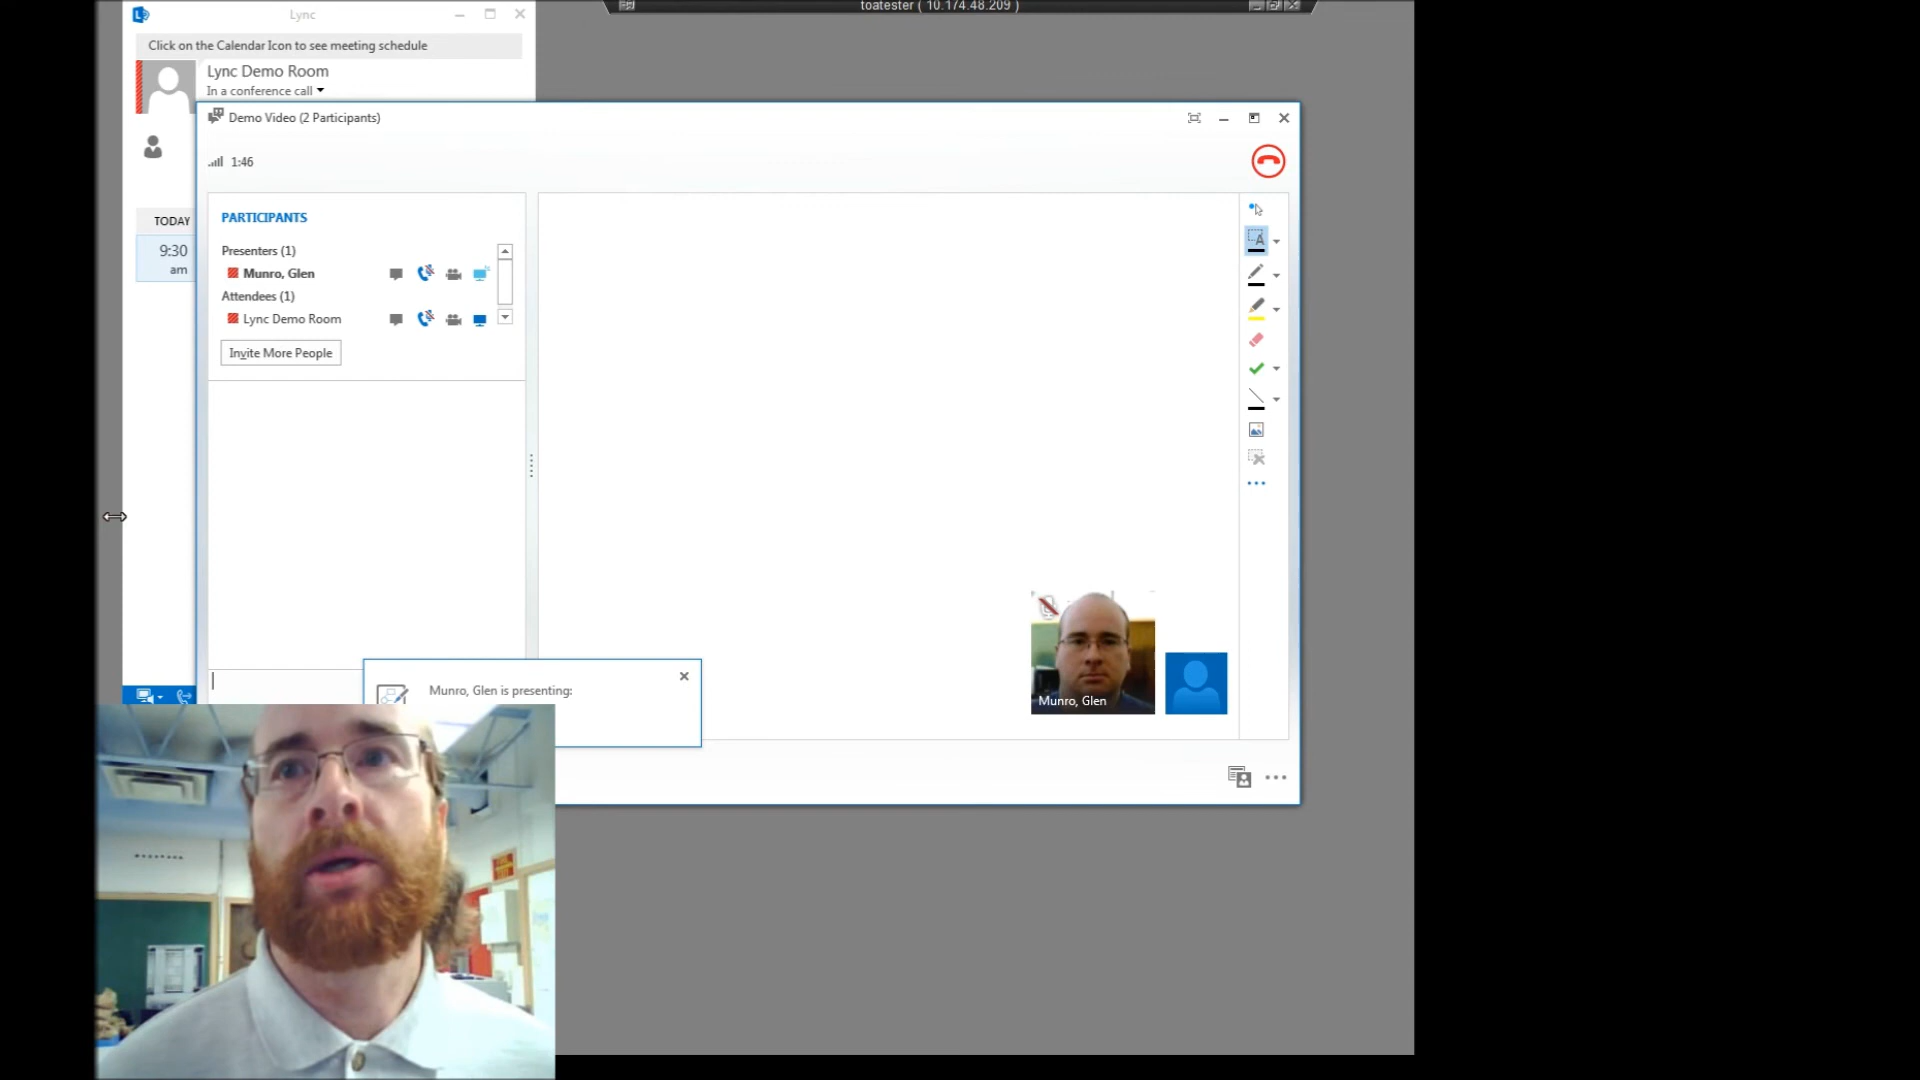 Lync
toatester ( 10.174.48.209 )
Click on the Calendar Icon to see meeting schedule
Lync Demo Room
In a conference call
Demo Video (2 Participants)
1:46
PARTICIPANTS
TODAY
Presenters (1)
9:30
am
Munro, Glen
Attendees (1)
Lync Demo Room
Invite More People
Munro, Glen is presenting:
Munro, Glen